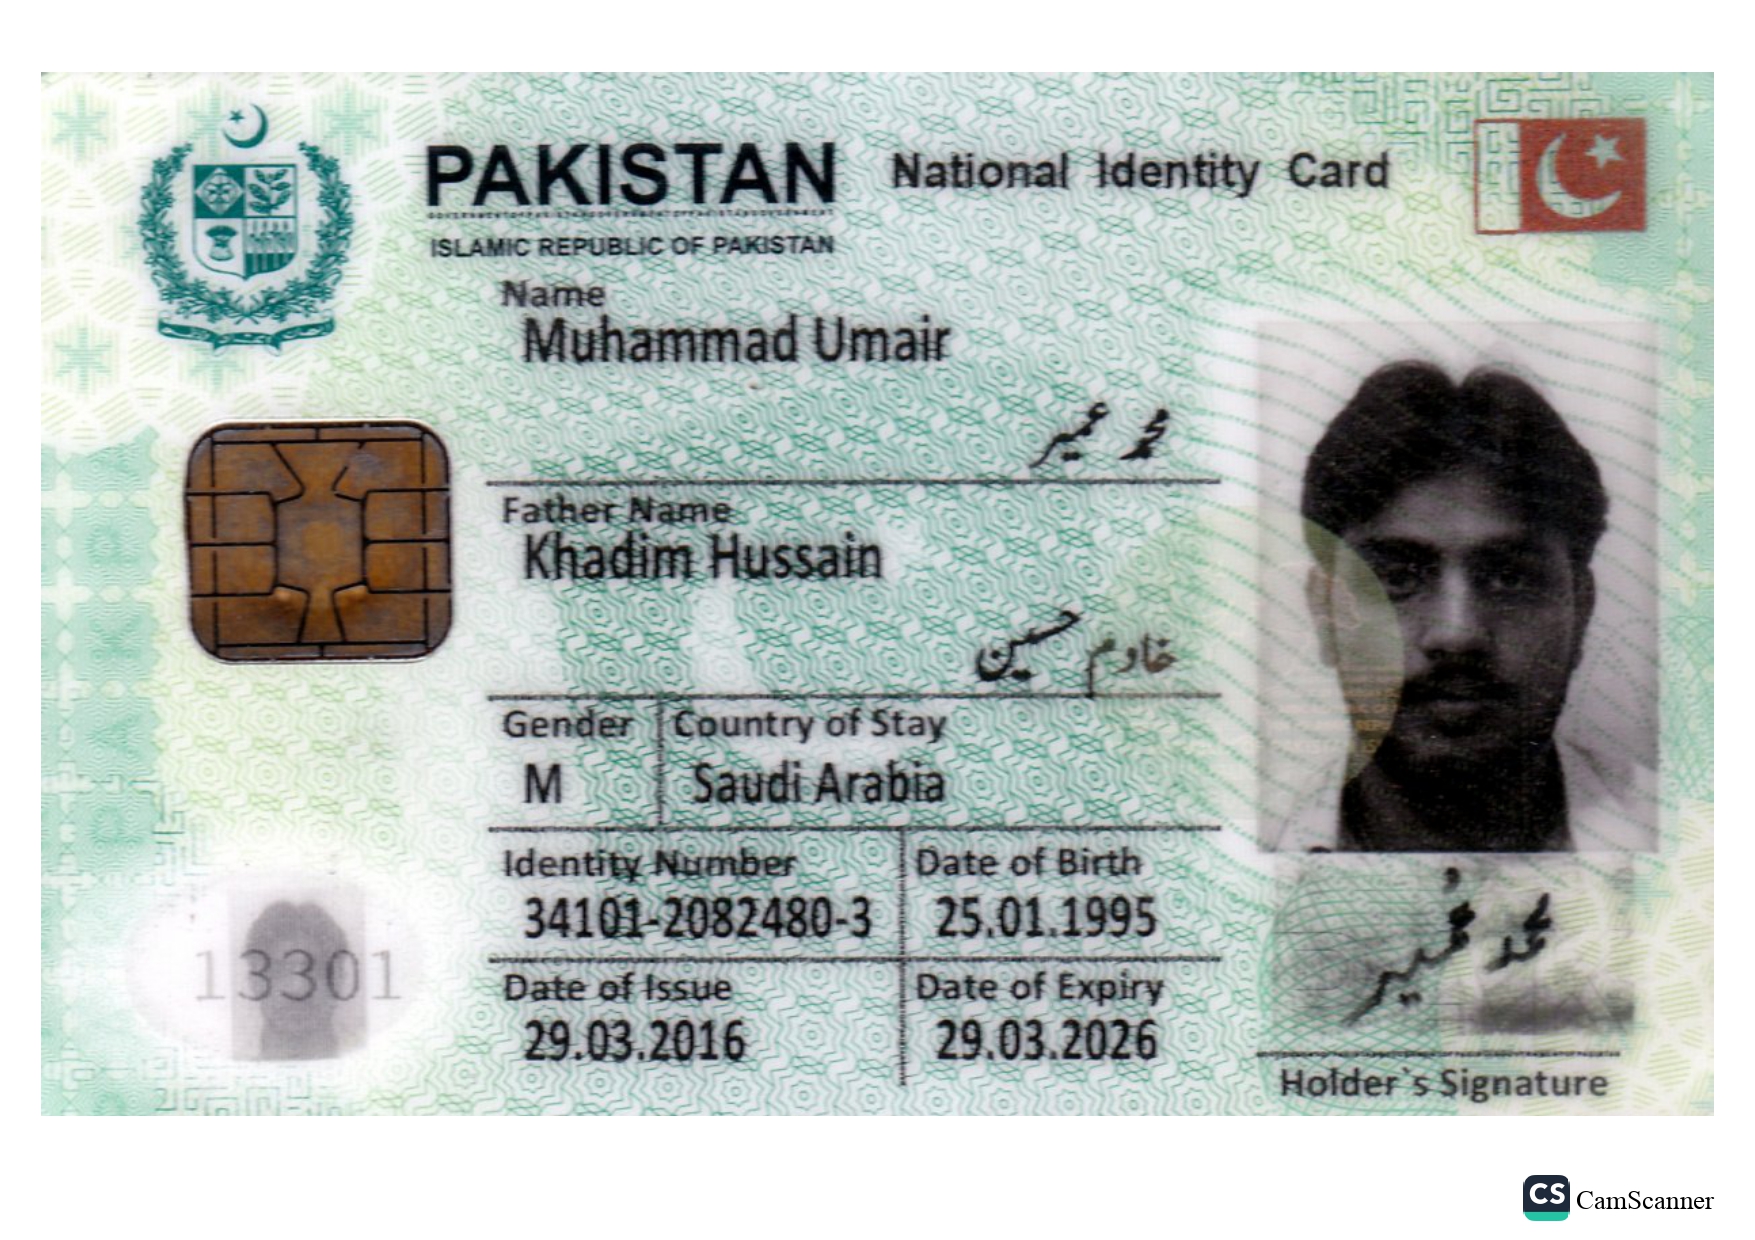 PAKISTAN National Identity Card
ISLAMIC REPUBLIC OF PAKISTAN
Name
Muhammad Umair
محمد عمیر
Father Name
Khadim Hussain
خادم حسین
Gender Country of Stay
M Saudi Arabia
Identity Number Date of Birth
34101-2082480-3 25.01.1995
13301
Date of Issue Date of Expiry
29.03.2016 29.03.2026
محمد عمیر
Holder`s Signature
CS CamScanner